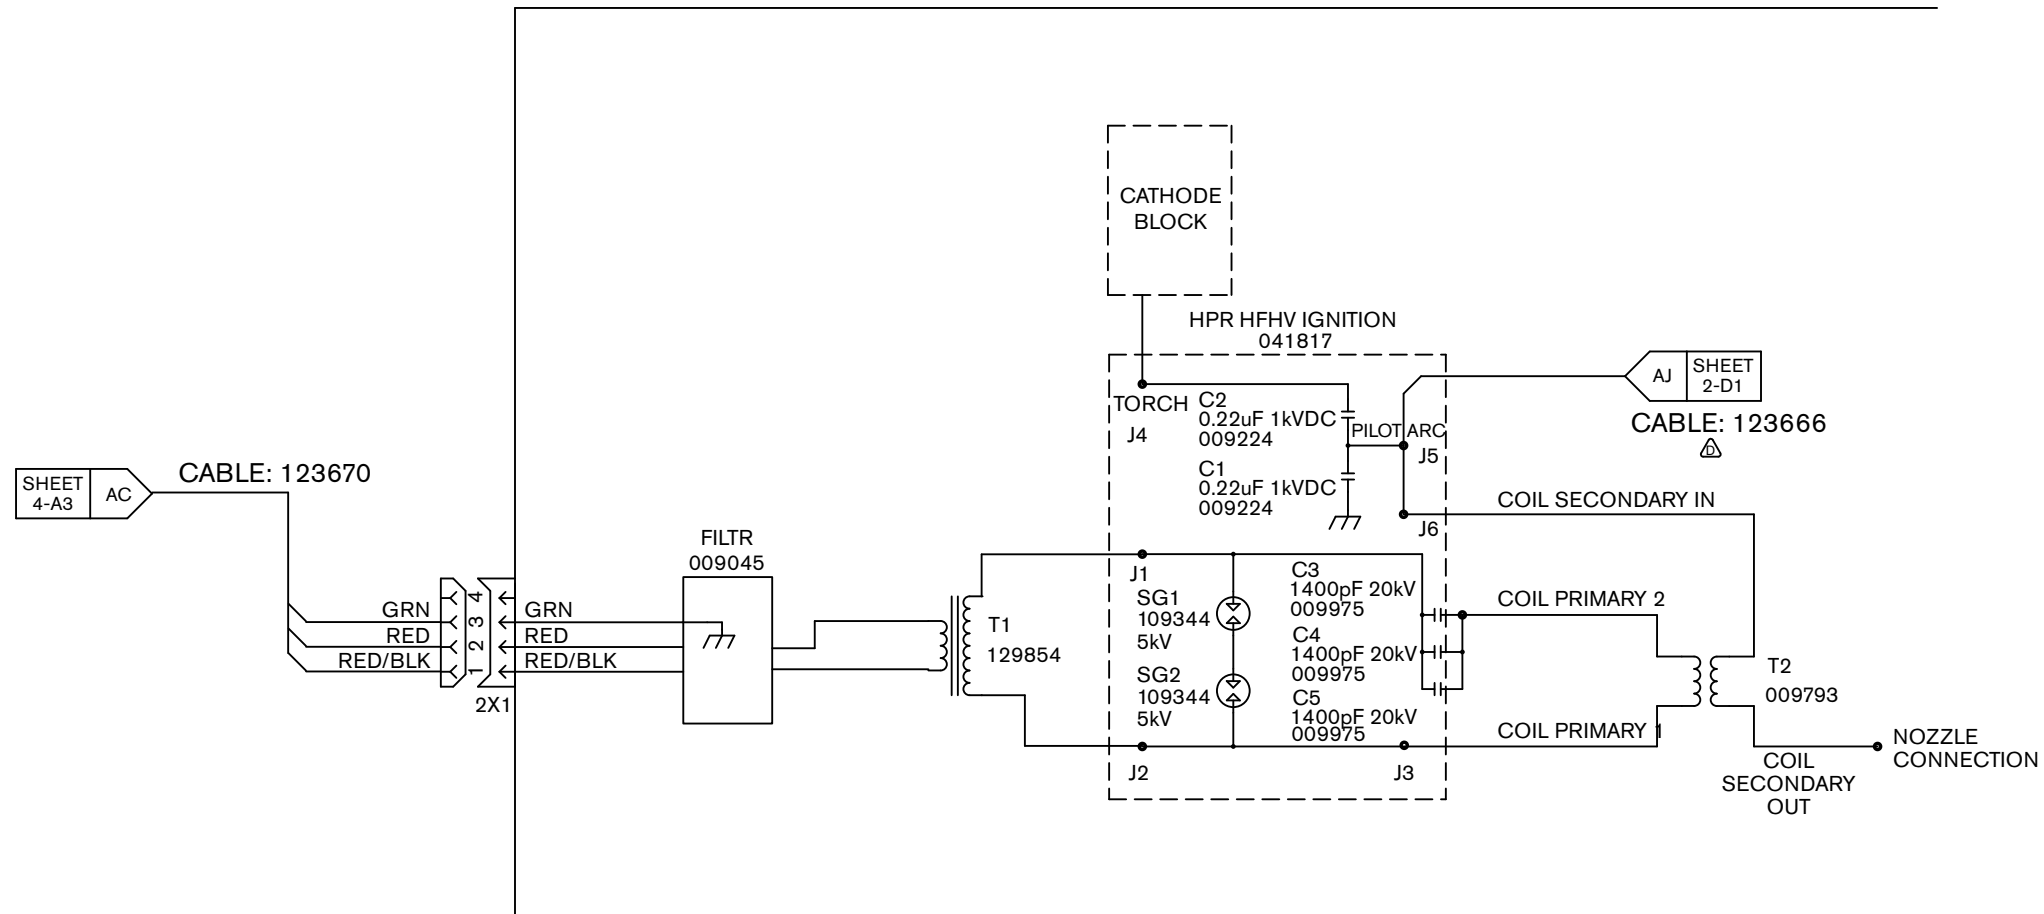 CATHODE
BLOCK
HPR HFHV IGNITION
041817
AJ
SHEET
2-D1
CABLE: 123666
D
TORCH
J4
C2
0.22uF 1kVDC
009224
PILOT ARC
J5
C1
0.22uF 1kVDC
009224
J6
COIL SECONDARY IN
SHEET
4-A3
AC
CABLE: 123670
FILTR
009045
GRN
RED
RED/BLK
4
3
2
1
2X1
GRN
RED
RED/BLK
T1
129854
J1
SG1
109344
5kV
SG2
109344
5kV
J2
C3
1400pF 20kV
009975
C4
1400pF 20kV
009975
C5
1400pF 20kV
009975
J3
COIL PRIMARY 2
COIL PRIMARY 1
T2
009793
COIL
SECONDARY
OUT
NOZZLE
CONNECTION